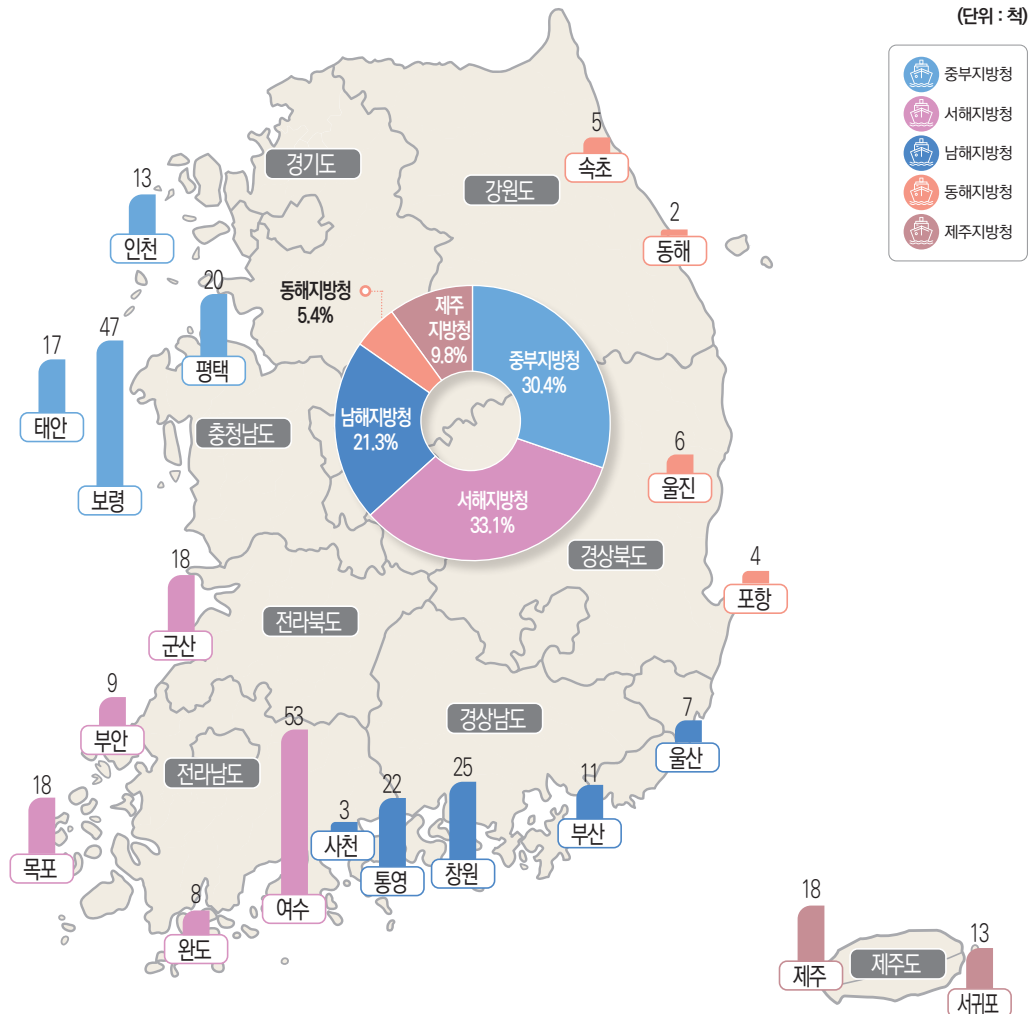 (단위 : 척)
중부지방청
서해지방청
남해지방청
동해지방청
제주지방청
경기도
강원도
5
속초
2
동해
13
인천
20
평택
17
태안
47
보령
충청남도
동해지방청
5.4%
제주
지방청
9.8%
중부지방청
30.4%
남해지방청
21.3%
서해지방청
33.1%
6
울진
경상북도
4
포항
18
군산
전라북도
9
부안
경상남도
7
울산
전라남도
53
여수
18
목포
3
사천
22
통영
25
창원
11
부산
8
완도
18
제주
제주도
13
서귀포